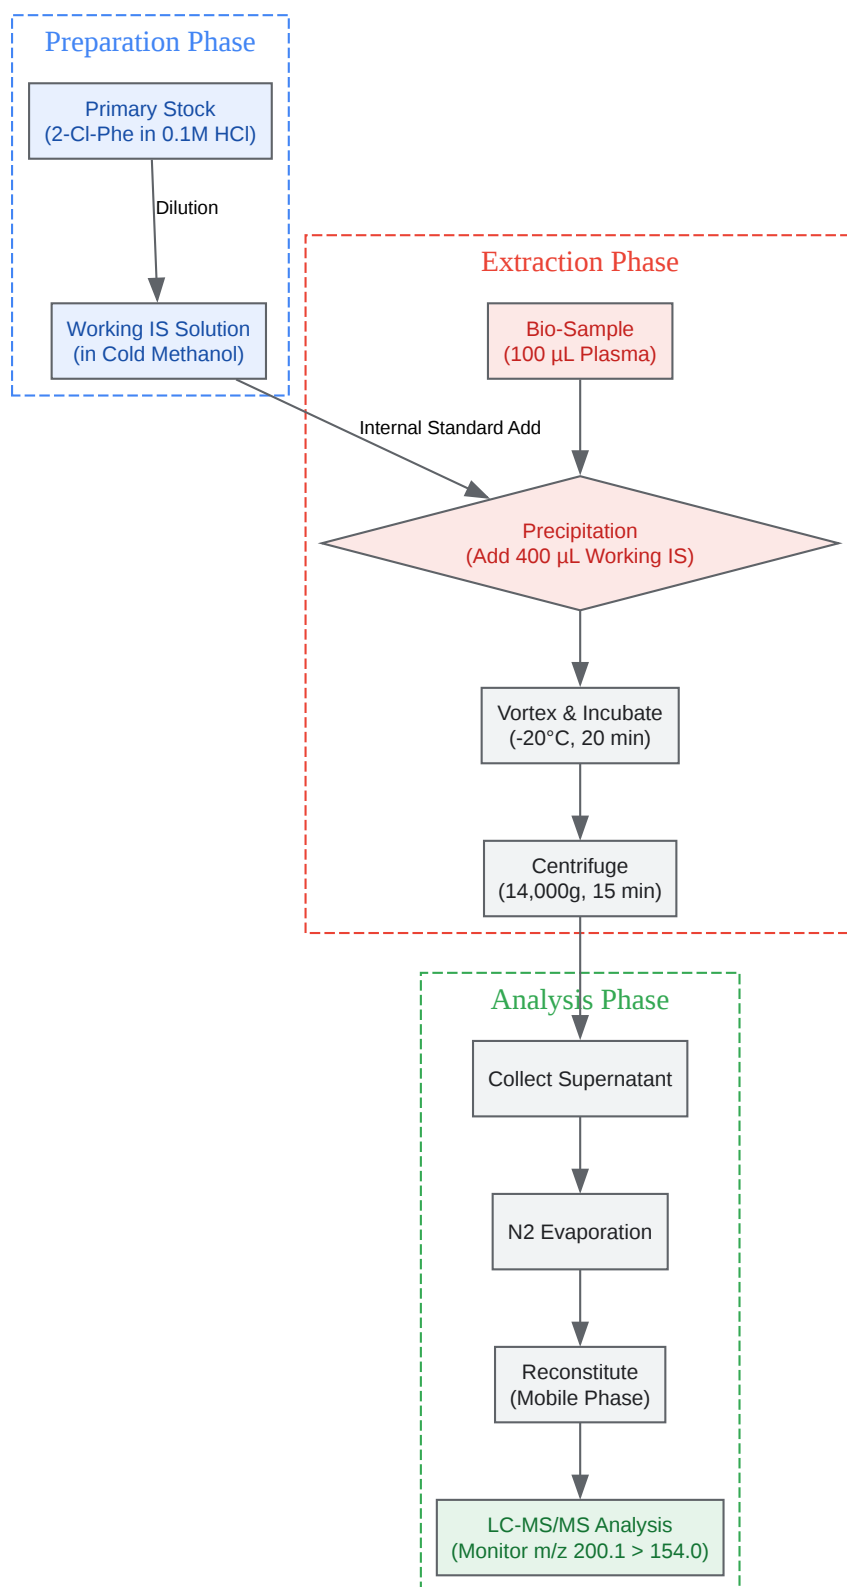 Preparation Phase
Primary Stock
(2-Cl-Phe in 0.1M HCl)
Dilution
Working IS Solution
(in Cold Methanol)
Extraction Phase
Bio-Sample
(100 µL Plasma)
Internal Standard Add
Precipitation
(Add 400 µL Working IS)
Vortex & Incubate
(-20°C, 20 min)
Centrifuge
(14,000g, 15 min)
Analysis Phase
Collect Supernatant
N2 Evaporation
Reconstitute
(Mobile Phase)
LC-MS/MS Analysis
(Monitor m/z 200.1 > 154.0)